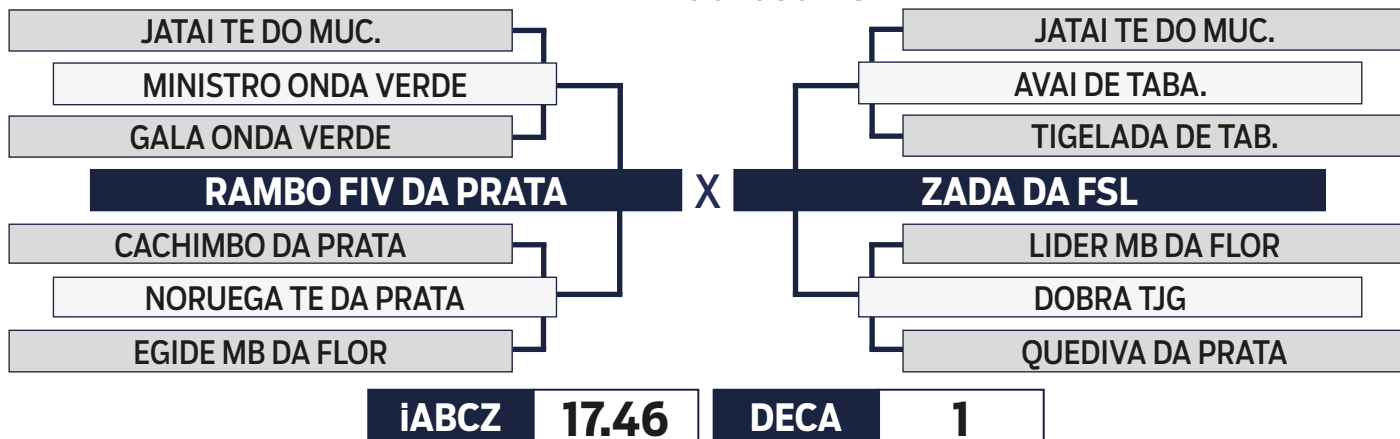 JATAI TE DO MUC. JATAI TE DO MUC.
MINISTRO ONDA VERDE AVAI DE TABA.
GALA ONDA VERDE TIGELADA DE TAB.
RAMBO FIV DA PRATA X ZADA DA FSL
CACHIMBO DA PRATA LIDER MB DA FLOR
NORUEGA TE DA PRATA DOBRA TJG
EGIDE MB DA FLOR QUEDIVA DA PRATA
iABCZ 17.46 DECA 1